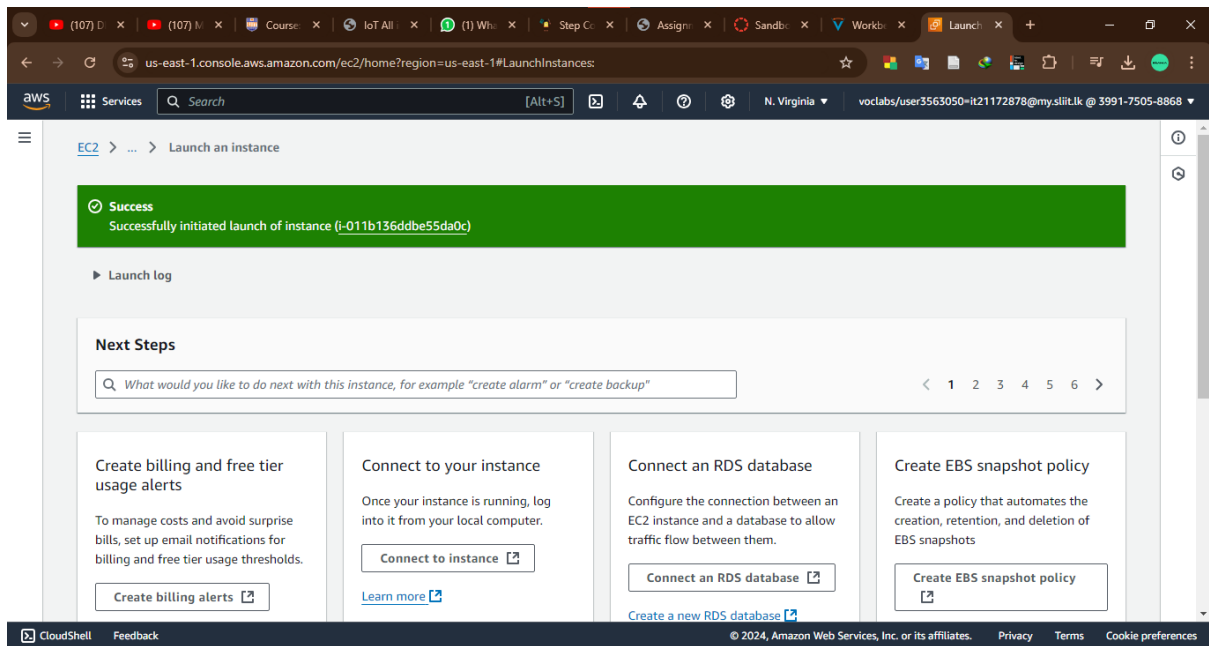 (107) D
(107) M
Course:
IoT All i
(1) Wha
Step Co
Assignm
Sandbo
Workbe
Launch
us-east-1.console.aws.amazon.com/ec2/home?region=us-east-1#LaunchInstances:
aws
Services
Search
[Alt+S]
N. Virginia
voclabs/user3563050=it21172878@my.sliit.lk @ 3991-7505-8868
EC2 > ... > Launch an instance
Success
Successfully initiated launch of instance (i-011b136ddbe55da0c)
Launch log
Next Steps
What would you like to do next with this instance, for example "create alarm" or "create backup"
1 2 3 4 5 6
Create billing and free tier
usage alerts
To manage costs and avoid surprise
bills, set up email notifications for
billing and free tier usage thresholds.
Create billing alerts
Connect to your instance
Once your instance is running, log
into it from your local computer.
Connect to instance
Learn more
Connect an RDS database
Configure the connection between an
EC2 instance and a database to allow
traffic flow between them.
Connect an RDS database
Create a new RDS database
Create EBS snapshot policy
Create a policy that automates the
creation, retention, and deletion of
EBS snapshots
Create EBS snapshot policy
CloudShell
Feedback
© 2024, Amazon Web Services, Inc. or its affiliates.
Privacy
Terms
Cookie preferences